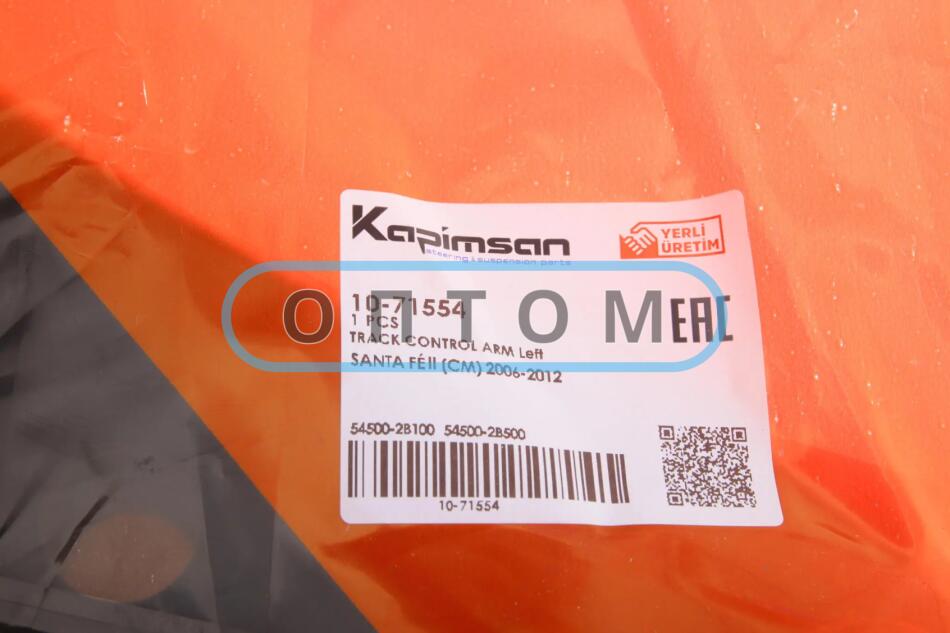 Kapimsan
steering & suspension parts
YERLİ
ÜRETİM
10-71554
1 PCS
TRACK CONTROL ARM Left
SANTA FÉ II (CM) 2006-2012
EAC
ОПТОМ
54500-2B100 54500-2B500
10-71554